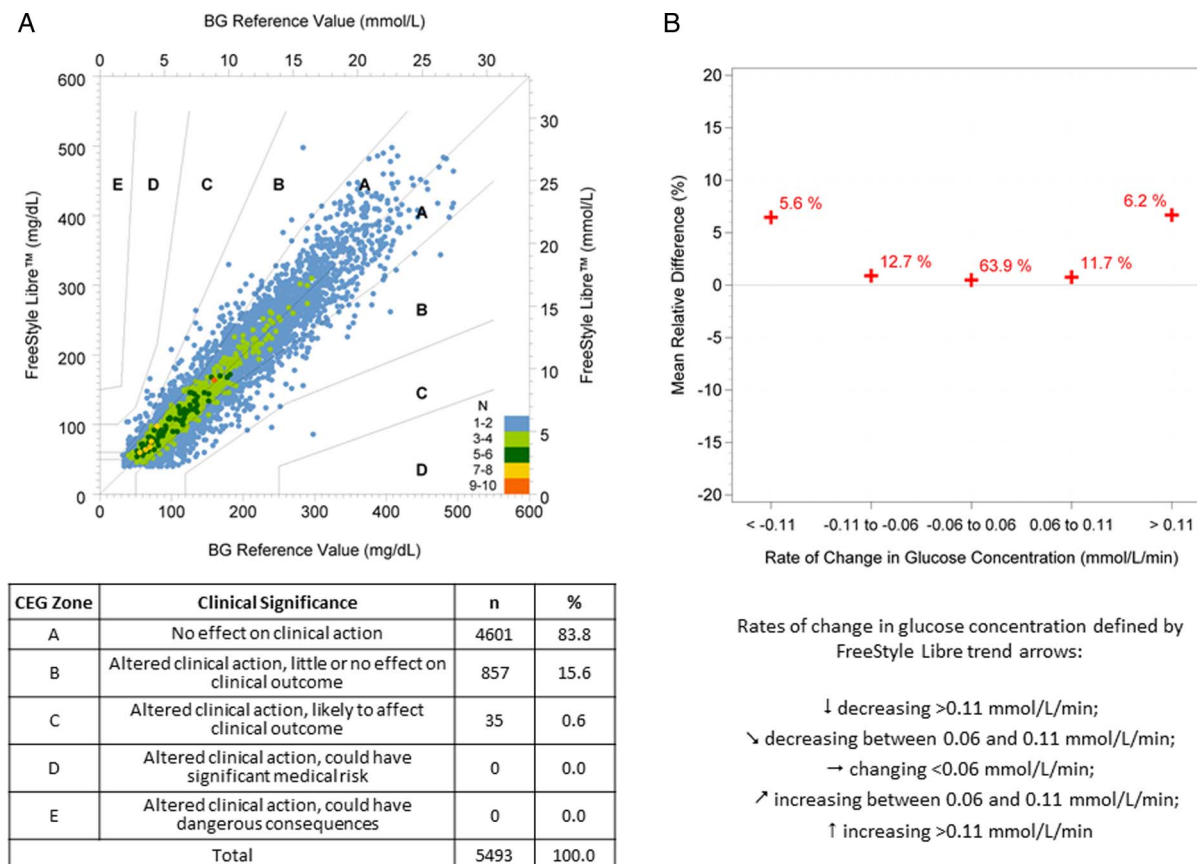 A
BG Reference Value (mmol/L)
0 5 10 15 20 25 30
600
500
400
300
200
100
0
FreeStyle Libre™ (mg/dL)
30
25
20
15
10
5
0
FreeStyle Libre™ (mmol/L)
E D C B A
A
B
C
D
N
1-2
3-4
5-6
7-8
9-10
0 100 200 300 400 500 600
BG Reference Value (mg/dL)
CEG Zone Clinical Significance n %
A No effect on clinical action 4601 83.8
B Altered clinical action, little or no effect on clinical outcome 857 15.6
C Altered clinical action, likely to affect clinical outcome 35 0.6
D Altered clinical action, could have significant medical risk 0 0.0
E Altered clinical action, could have dangerous consequences 0 0.0
Total 5493 100.0
B
20
15
10
5
0
-5
-10
-15
-20
Mean Relative Difference (%)
5.6 %
12.7 %
63.9 %
11.7 %
6.2 %
< -0.11 -0.11 to -0.06 -0.06 to 0.06 0.06 to 0.11 > 0.11
Rate of Change in Glucose Concentration (mmol/L/min)
Rates of change in glucose concentration defined by
FreeStyle Libre trend arrows:
↓ decreasing >0.11 mmol/L/min;
↘ decreasing between 0.06 and 0.11 mmol/L/min;
→ changing <0.06 mmol/L/min;
↗ increasing between 0.06 and 0.11 mmol/L/min;
↑ increasing >0.11 mmol/L/min